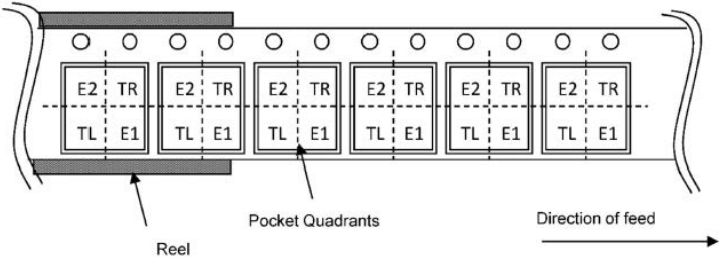 E2 TR E2 TR E2 TR E2 TR E2 TR E2 TR
TL E1 TL E1 TL E1 TL E1 TL E1 TL E1
Pocket Quadrants
Direction of feed
Reel